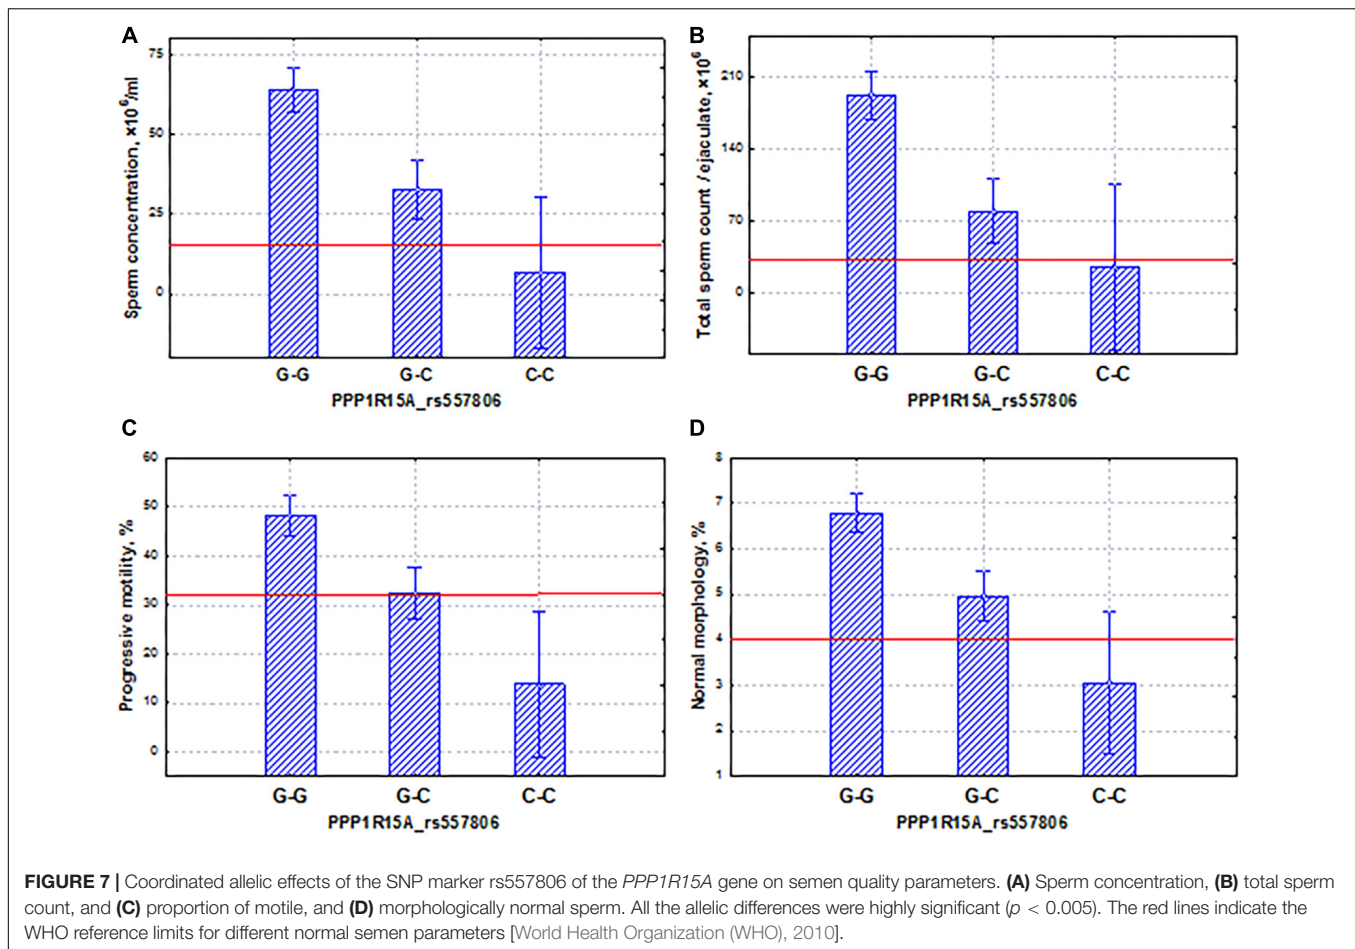 A
75
50
25
0
Sperm concentration, ×10⁶/ml
G-G G-C C-C
PPP1R15A_rs557806
B
210
140
70
0
Total sperm count / ejaculate, ×10⁶
G-G G-C C-C
PPP1R15A_rs557806
C
60
50
40
30
20
10
0
Progressive motility, %
G-G G-C C-C
PPP1R15A_rs557806
D
8
7
6
5
4
3
2
1
Normal morphology, %
G-G G-C C-C
PPP1R15A_rs557806
FIGURE 7 | Coordinated allelic effects of the SNP marker rs557806 of the PPP1R15A gene on semen quality parameters. (A) Sperm concentration, (B) total sperm
count, and (C) proportion of motile, and (D) morphologically normal sperm. All the allelic differences were highly significant (p < 0.005). The red lines indicate the
WHO reference limits for different normal semen parameters [World Health Organization (WHO), 2010].